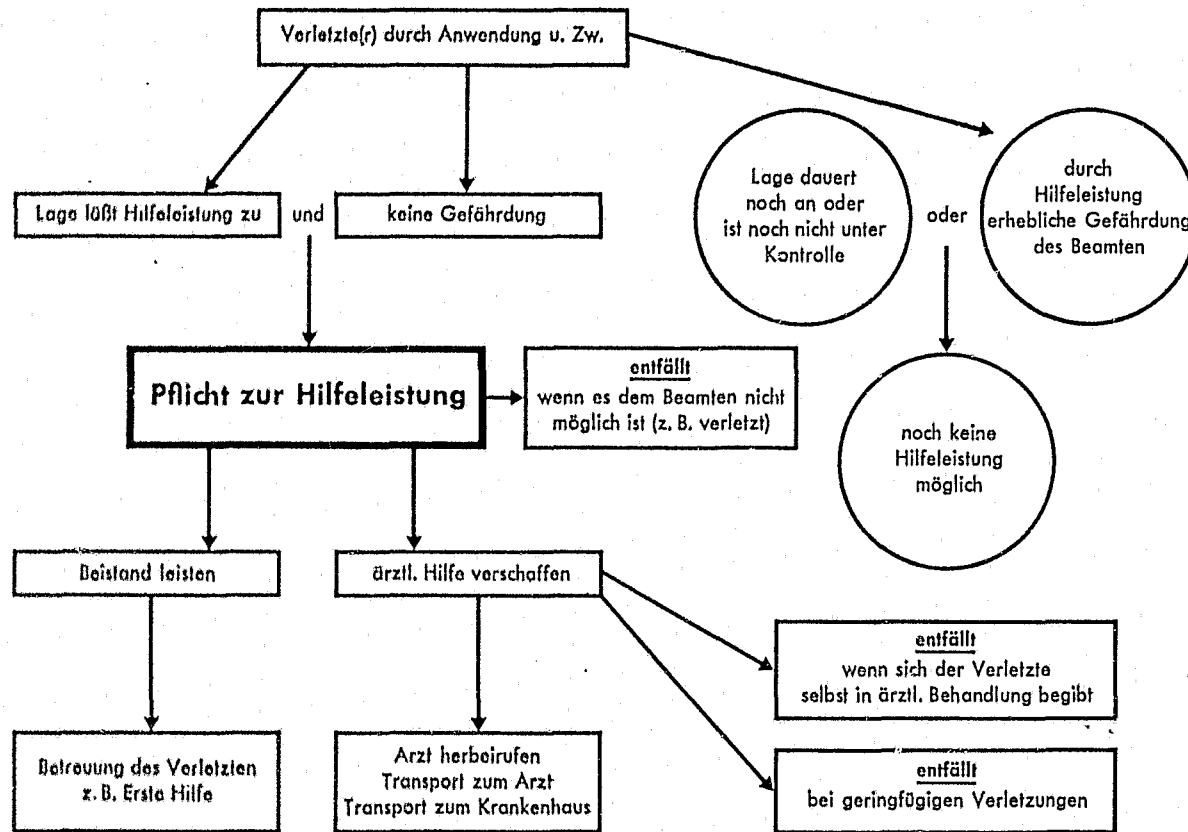 Verletzte(r) durch Anwendung u. Zw.
Lage läßt Hilfeleistung zu
und
keine Gefährdung
Lage dauert
noch an oder
ist noch nicht unter
Kontrolle
oder
durch
Hilfeleistung
erhebliche Gefährdung
des Beamten
Pflicht zur Hilfeleistung
entfällt
wenn es dem Beamten nicht
möglich ist (z. B. verletzt)
noch keine
Hilfeleistung
möglich
Beistand leisten
ärztl. Hilfe verschaffen
entfällt
wenn sich der Verletzte
selbst in ärztl. Behandlung begibt
Betreuung des Verletzten
z. B. Erste Hilfe
Arzt herbeirufen
Transport zum Arzt
Transport zum Krankenhaus
entfällt
bei geringfügigen Verletzungen